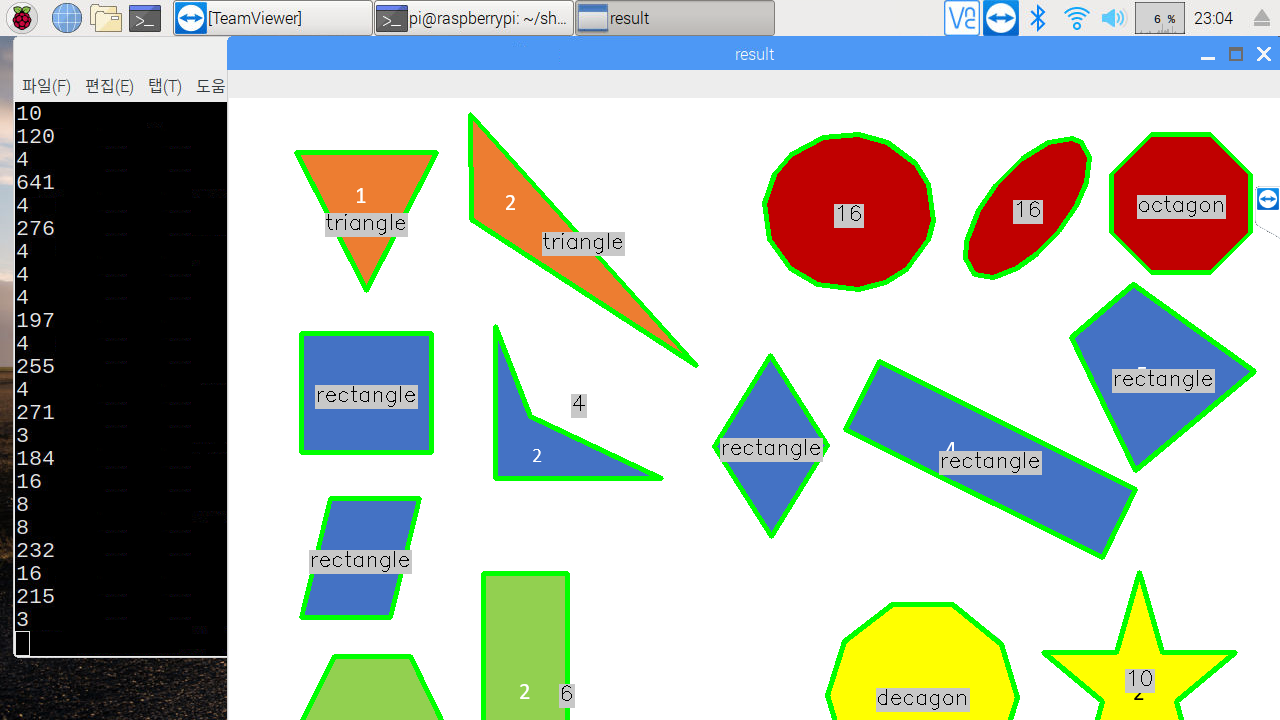 [TeamViewer]
pi@raspberrypi: ~/sh...
result
6 %
23:04
result
파일(F) 편집(E) 탭(T) 도움
10
120
4
641
4
276
4
4
4
197
4
255
4
271
3
184
16
8
8
232
16
215
3
1
triangle
2
triangle
16
16
octagon
rectangle
4
2
rectangle
4
rectangle
rectangle
rectangle
2
6
decagon
10
2